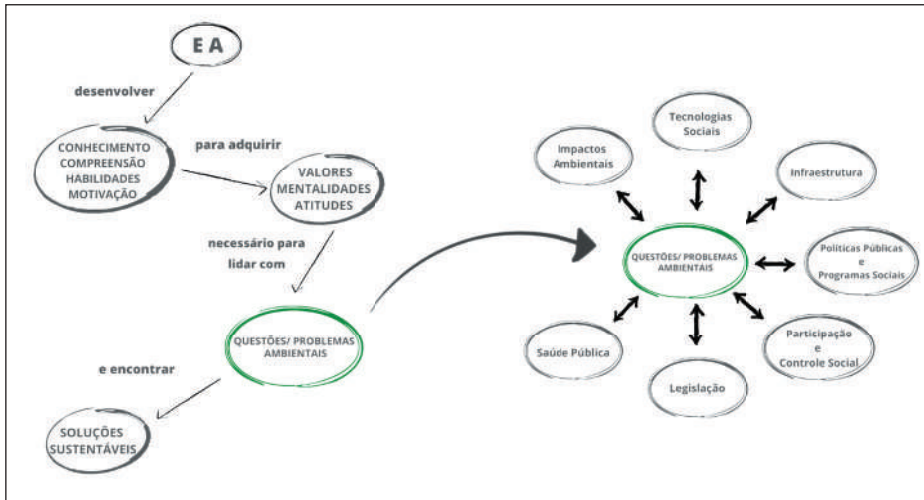 E A
desenvolver
CONHECIMENTO
COMPREENSÃO
HABILIDADES
MOTIVAÇÃO
para adquirir
VALORES
MENTALIDADES
ATITUDES
necessário para
lidar com
QUESTÕES/ PROBLEMAS
AMBIENTAIS
e encontrar
SOLUÇÕES
SUSTENTÁVEIS
Tecnologias
Sociais
Impactos
Ambientais
Infraestrutura
QUESTÕES/ PROBLEMAS
AMBIENTAIS
Políticas Públicas
e
Programas Sociais
Saúde Pública
Participação
e
Controle Social
Legislação